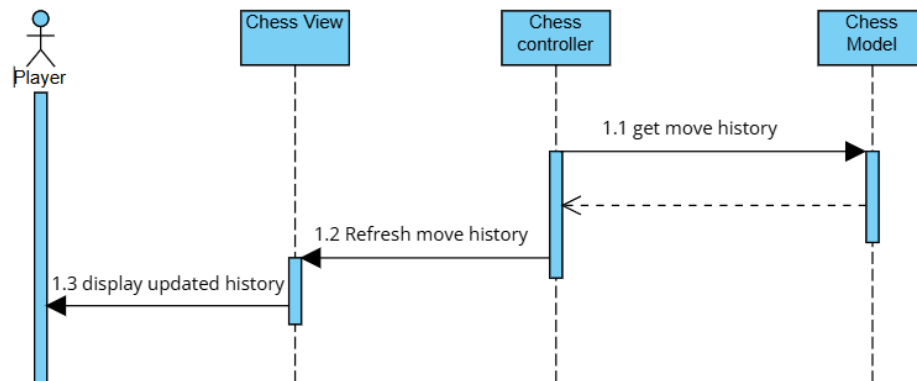 Player
Chess View
Chess
controller
Chess
Model
1.1 get move history
1.2 Refresh move history
1.3 display updated history